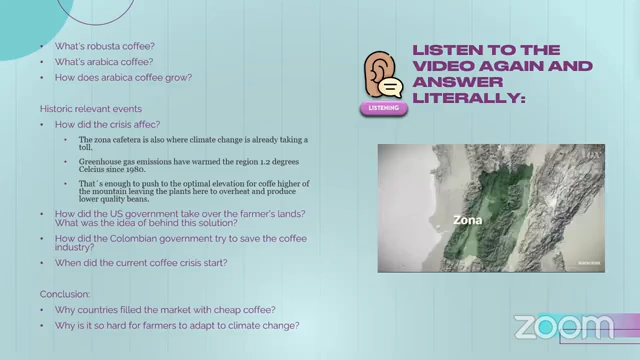 • What's robusta coffee?
• What's arabica coffee?
• How does arabica coffee grow?
Historic relevant events
• How did the crisis affec?
• The zona cafetera is also where climate change is already taking a
toll.
• Greenhouse gas emissions have warmed the region 1.2 degrees
Celcius since 1980.
• That´s enough to push to the optimal elevation for coffe higher of
the mountain leaving the plants here to overheat and produce
lower quality beans.
• How did the US government take over the farmer's lands?
What was the idea of behind this solution?
• How did the Colombian government try to save the coffee
industry?
• When did the current coffee crisis start?
Conclusion:
• Why countries filled the market with cheap coffee?
• Why is it so hard for farmers to adapt to climate change?
LISTENING
LISTEN TO THE
VIDEO AGAIN AND
ANSWER
LITERALLY:
Zona
zoom